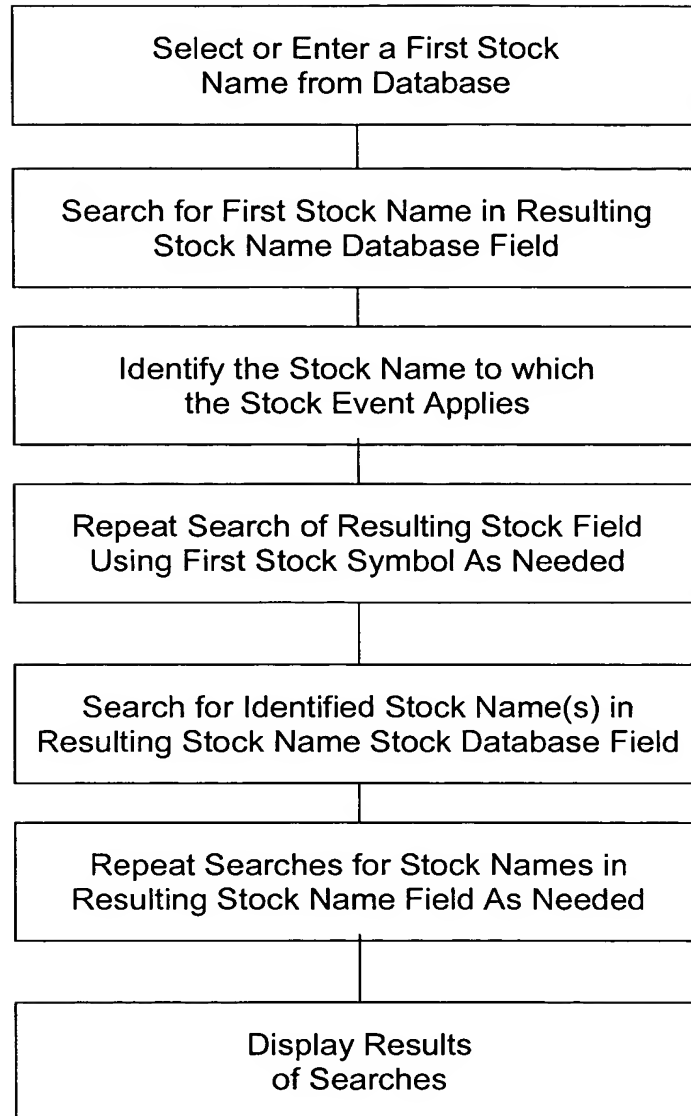 Select or Enter a First Stock
Name from Database
Search for First Stock Name in Resulting
Stock Name Database Field
Identify the Stock Name to which
the Stock Event Applies
Repeat Search of Resulting Stock Field
Using First Stock Symbol As Needed
Search for Identified Stock Name(s) in
Resulting Stock Name Stock Database Field
Repeat Searches for Stock Names in
Resulting Stock Name Field As Needed
Display Results
of Searches